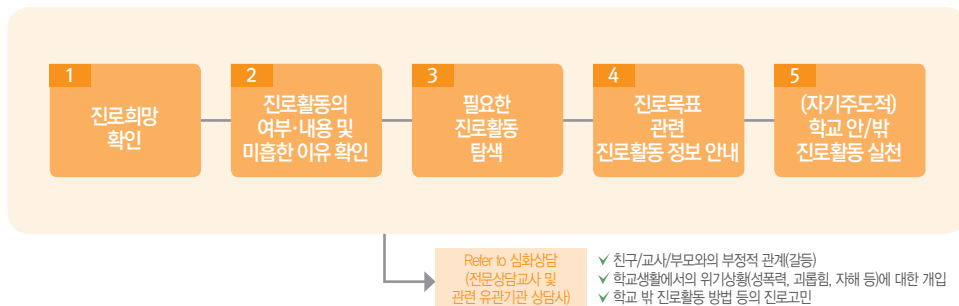 1
진로희망
확인
2
진로활동의
여부·내용 및
미흡한 이유 확인
3
필요한
진로활동
탐색
4
진로목표
관련
진로활동 정보 안내
5
(자기주도적)
학교 안/밖
진로활동 실천
Refer to 심화상담
(전문상담교사 및
관련 유관기관 상담사)
✓ 친구/교사/부모와의 부정적 관계(갈등)
✓ 학교생활에서의 위기상황(성폭력, 괴롭힘, 자해 등)에 대한 개입
✓ 학교 밖 진로활동 방법 등의 진로고민